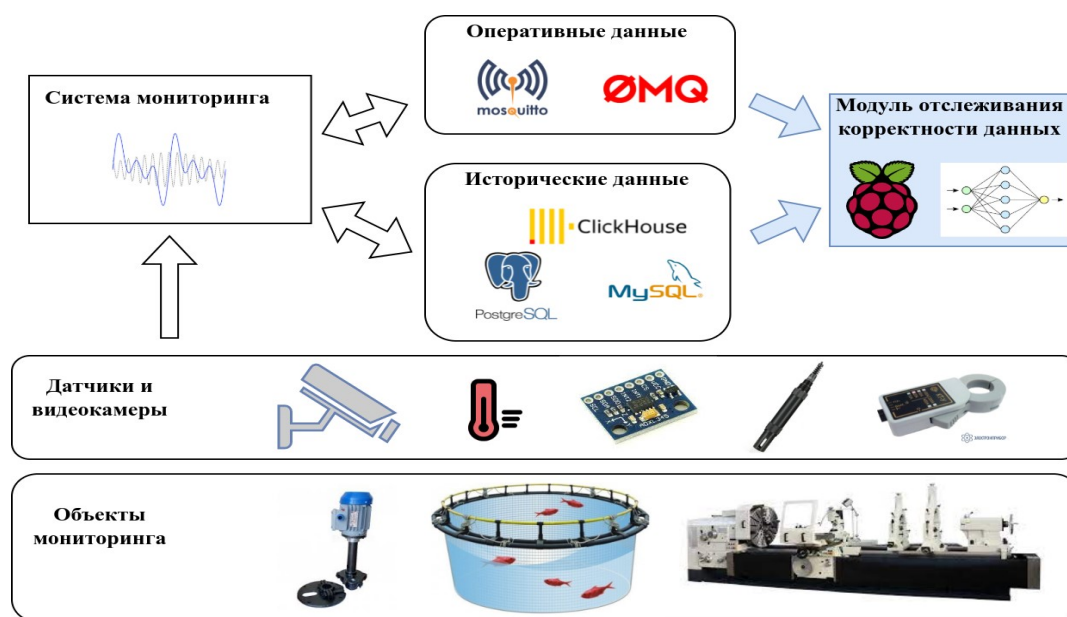 Оперативные данные
mosquitto
ØMQ
Система мониторинга
Модуль отслеживания
корректности данных
Исторические данные
ClickHouse
PostgreSQL
MySQL
Датчики и
видеокамеры
Объекты
мониторинга